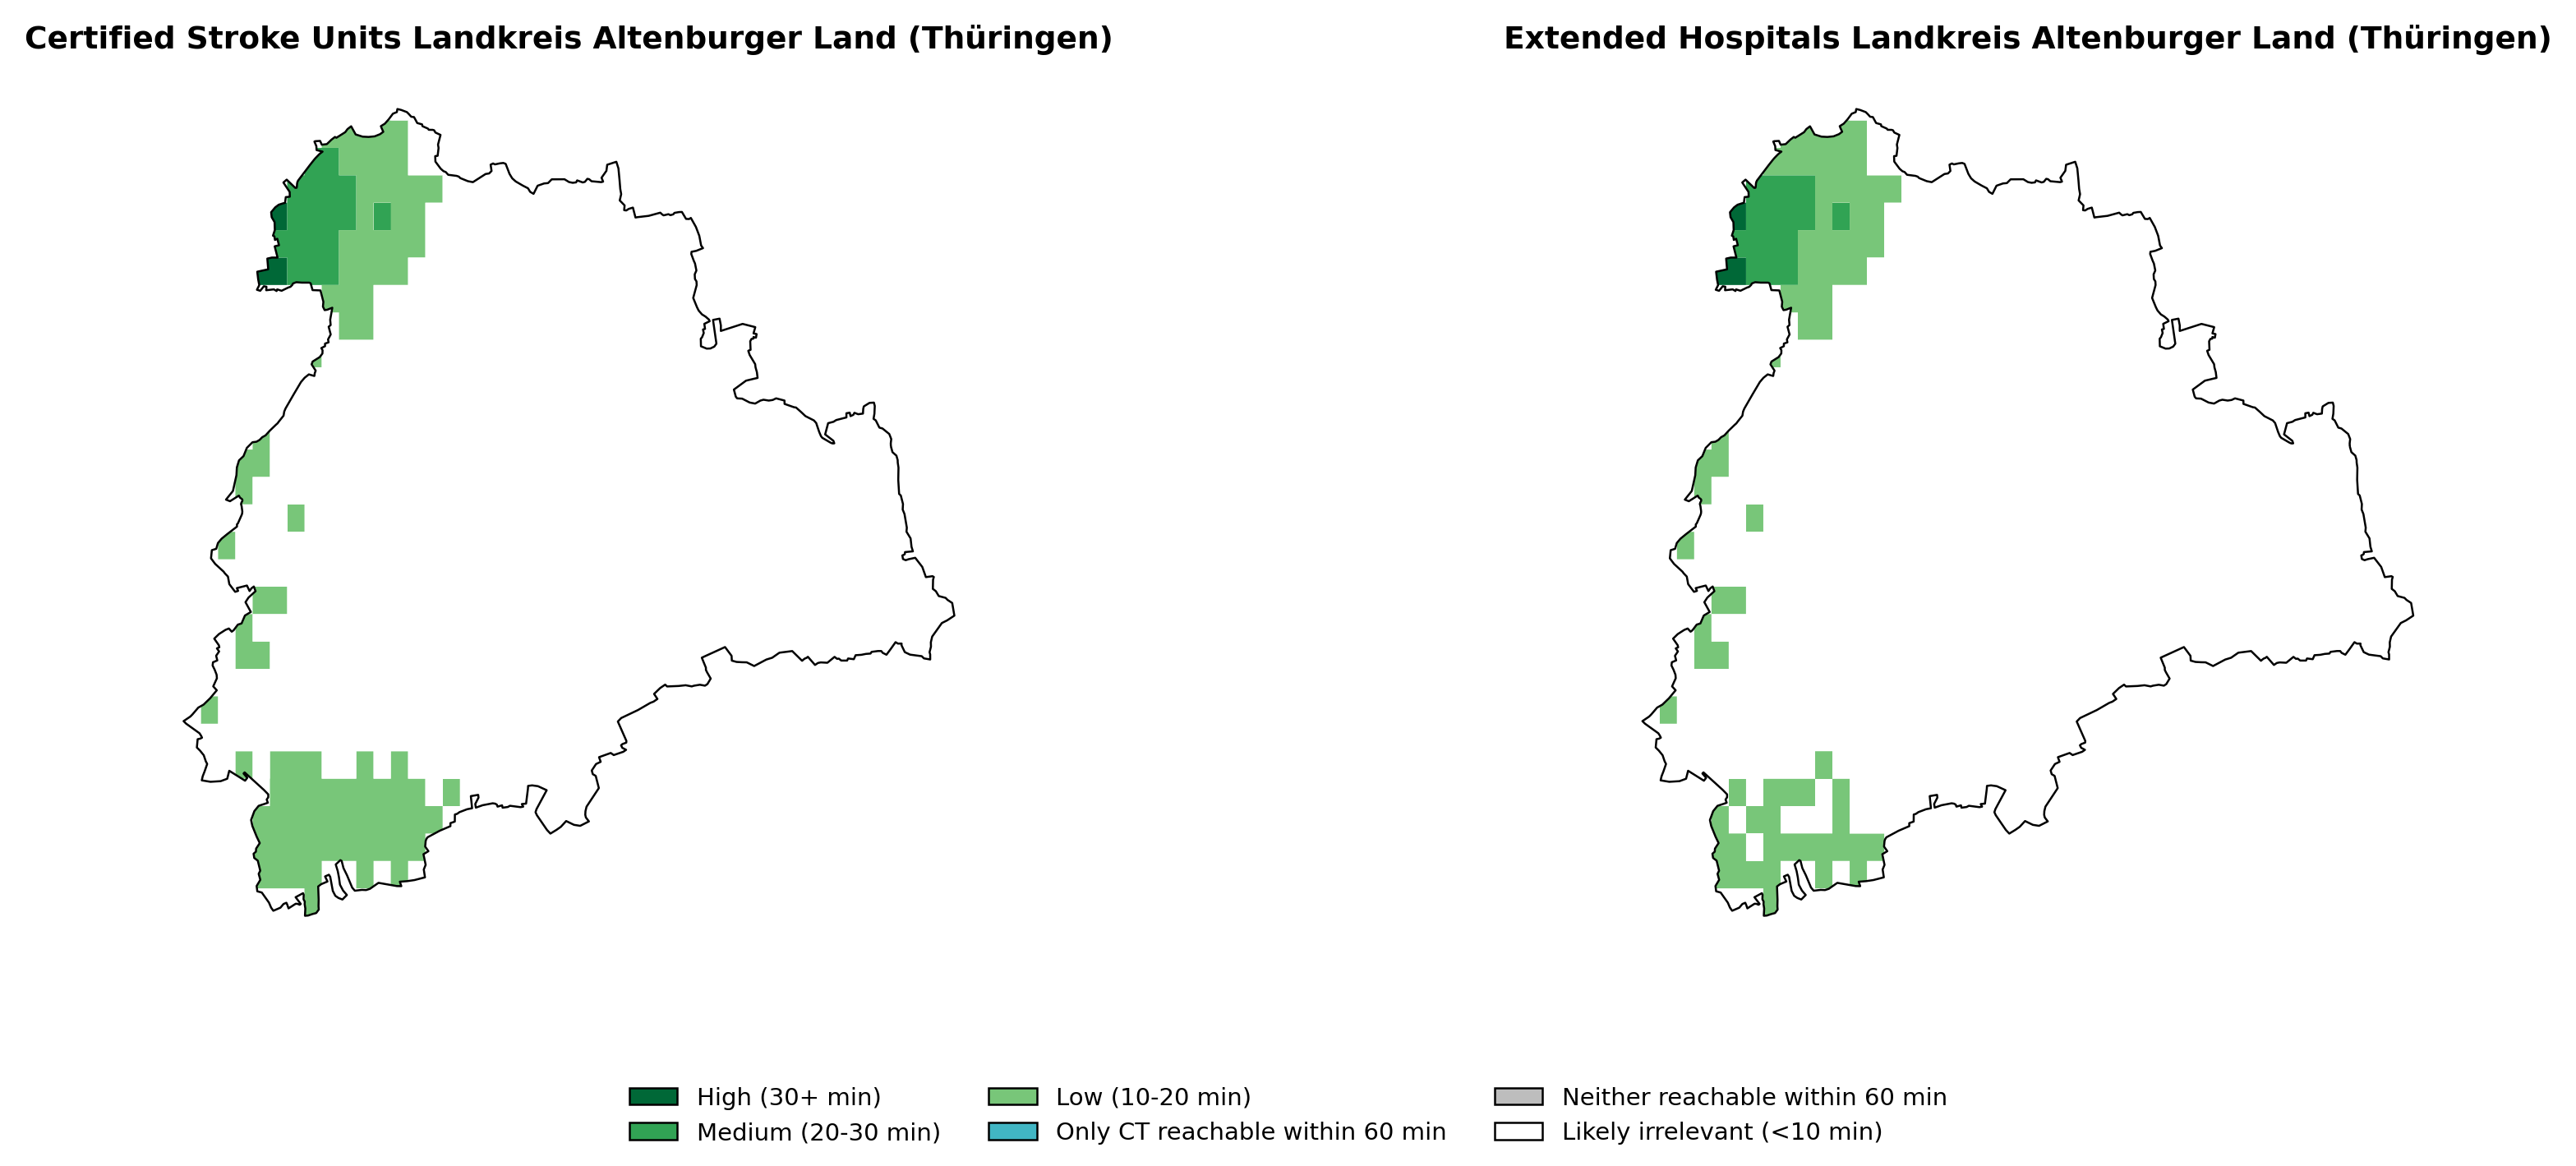 Certified Stroke Units Landkreis Altenburger Land (Thüringen)
Extended Hospitals Landkreis Altenburger Land (Thüringen)
High (30+ min)
Medium (20-30 min)
Low (10-20 min)
Only CT reachable within 60 min
Neither reachable within 60 min
Likely irrelevant (<10 min)